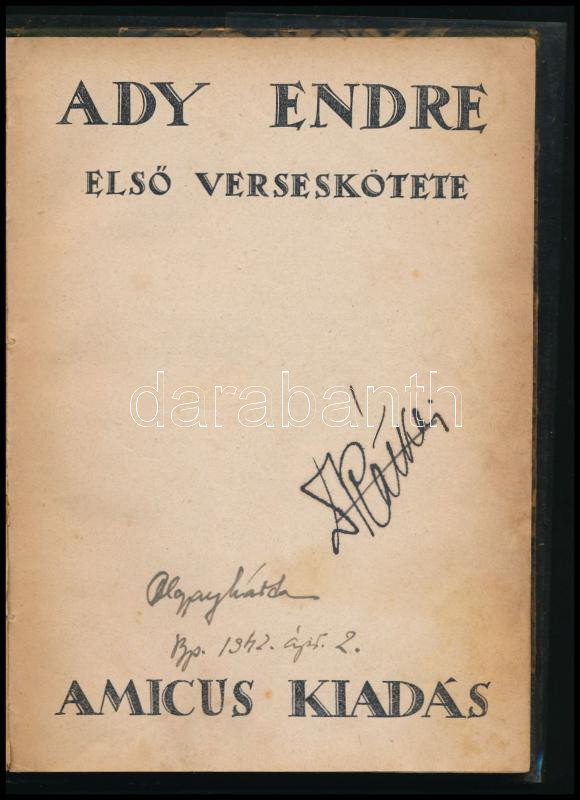 ADY ENDRE
ELSŐ VERSESKÖTETE
darabanth
Bp. 1942. ápr. 2.
AMICUS KIADÁS